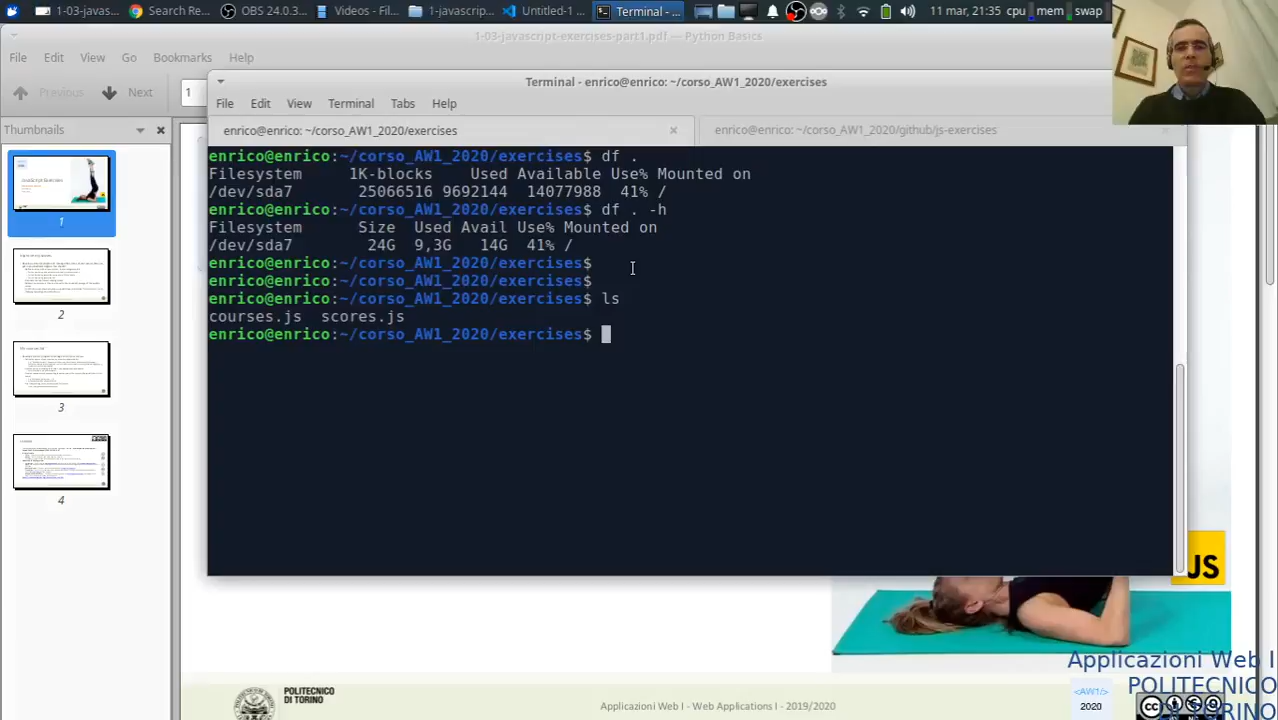 1-03-javas...
Search Re...
OBS 24.0.3...
Videos - Fil...
1-javascrip...
Untitled-1 ...
Terminal - ...
11 mar, 21:35
cpu
mem
swap
1-03-javascript-exercises-part1.pdf — Python Basics
File Edit View Go Bookmarks
Previous Next 1
Thumbnails
1
2
3
4
Terminal - enrico@enrico: ~/corso_AW1_2020/exercises
File Edit View Terminal Tabs Help
enrico@enrico: ~/corso_AW1_2020/exercises
enrico@enrico: ~/corso_AW1_2020/github/js-exercises
enrico@enrico:~/corso_AW1_2020/exercises$ df .
Filesystem 1K-blocks Used Available Use% Mounted on
/dev/sda7 25066516 9692144 14077988 41% /
enrico@enrico:~/corso_AW1_2020/exercises$ df . -h
Filesystem Size Used Avail Use% Mounted on
/dev/sda7 24G 9,3G 14G 41% /
enrico@enrico:~/corso_AW1_2020/exercises$
enrico@enrico:~/corso_AW1_2020/exercises$
enrico@enrico:~/corso_AW1_2020/exercises$ ls
courses.js scores.js
enrico@enrico:~/corso_AW1_2020/exercises$
JS
POLITECNICO
DI TORINO
Applicazioni Web I - Web Applications I - 2019/2020
<AW1/>
2020
Applicazioni Web I
POLITECNICO
DI TORINO